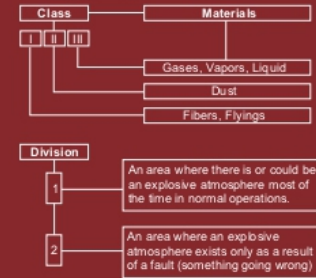 Class Materials
I II III
Gases, Vapors, Liquid
Dust
Fibers, Flyings
Division
1
An area where there is or could be
an explosive atmosphere most of
the time in normal operations.
2
An area where an explosive
atmosphere exists only as a result
of a fault (something going wrong)